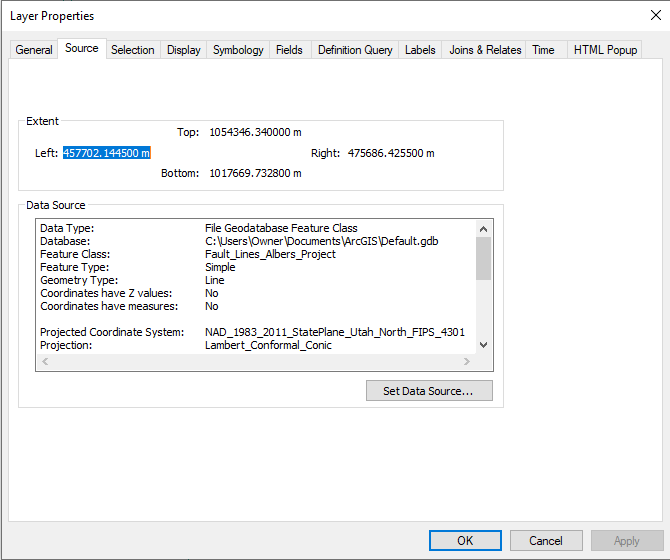 Layer Properties
General Source Selection Display Symbology Fields Definition Query Labels Joins & Relates Time HTML Popup
Extent
Top: 1054346.340000 m
Left: 457702.144500 m Right: 475686.425500 m
Bottom: 1017669.732800 m
Data Source
Data Type: File Geodatabase Feature Class
Database: C:\Users\Owner\Documents\ArcGIS\Default.gdb
Feature Class: Fault_Lines_Albers_Project
Feature Type: Simple
Geometry Type: Line
Coordinates have Z values: No
Coordinates have measures: No
Projected Coordinate System: NAD_1983_2011_StatePlane_Utah_North_FIPS_4301
Projection: Lambert_Conformal_Conic
Set Data Source...
OK Cancel Apply